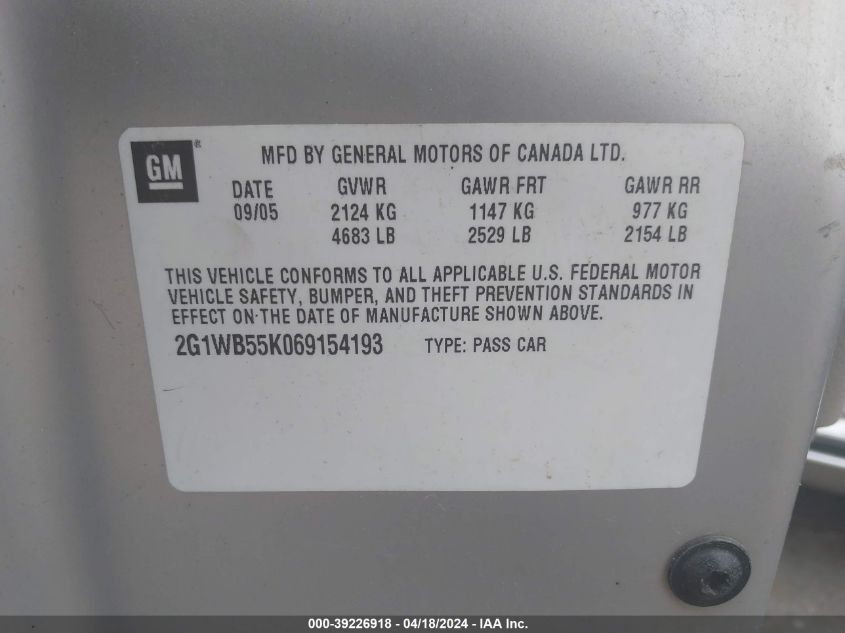 GM®
MFD BY GENERAL MOTORS OF CANADA LTD.
DATE GVWR GAWR FRT GAWR RR
09/05 2124 KG 1147 KG 977 KG
4683 LB 2529 LB 2154 LB
THIS VEHICLE CONFORMS TO ALL APPLICABLE U.S. FEDERAL MOTOR
VEHICLE SAFETY, BUMPER, AND THEFT PREVENTION STANDARDS IN
EFFECT ON THE DATE OF MANUFACTURE SHOWN ABOVE.
2G1WB55K069154193 TYPE: PASS CAR
000-39226918 - 04/18/2024 - IAA Inc.